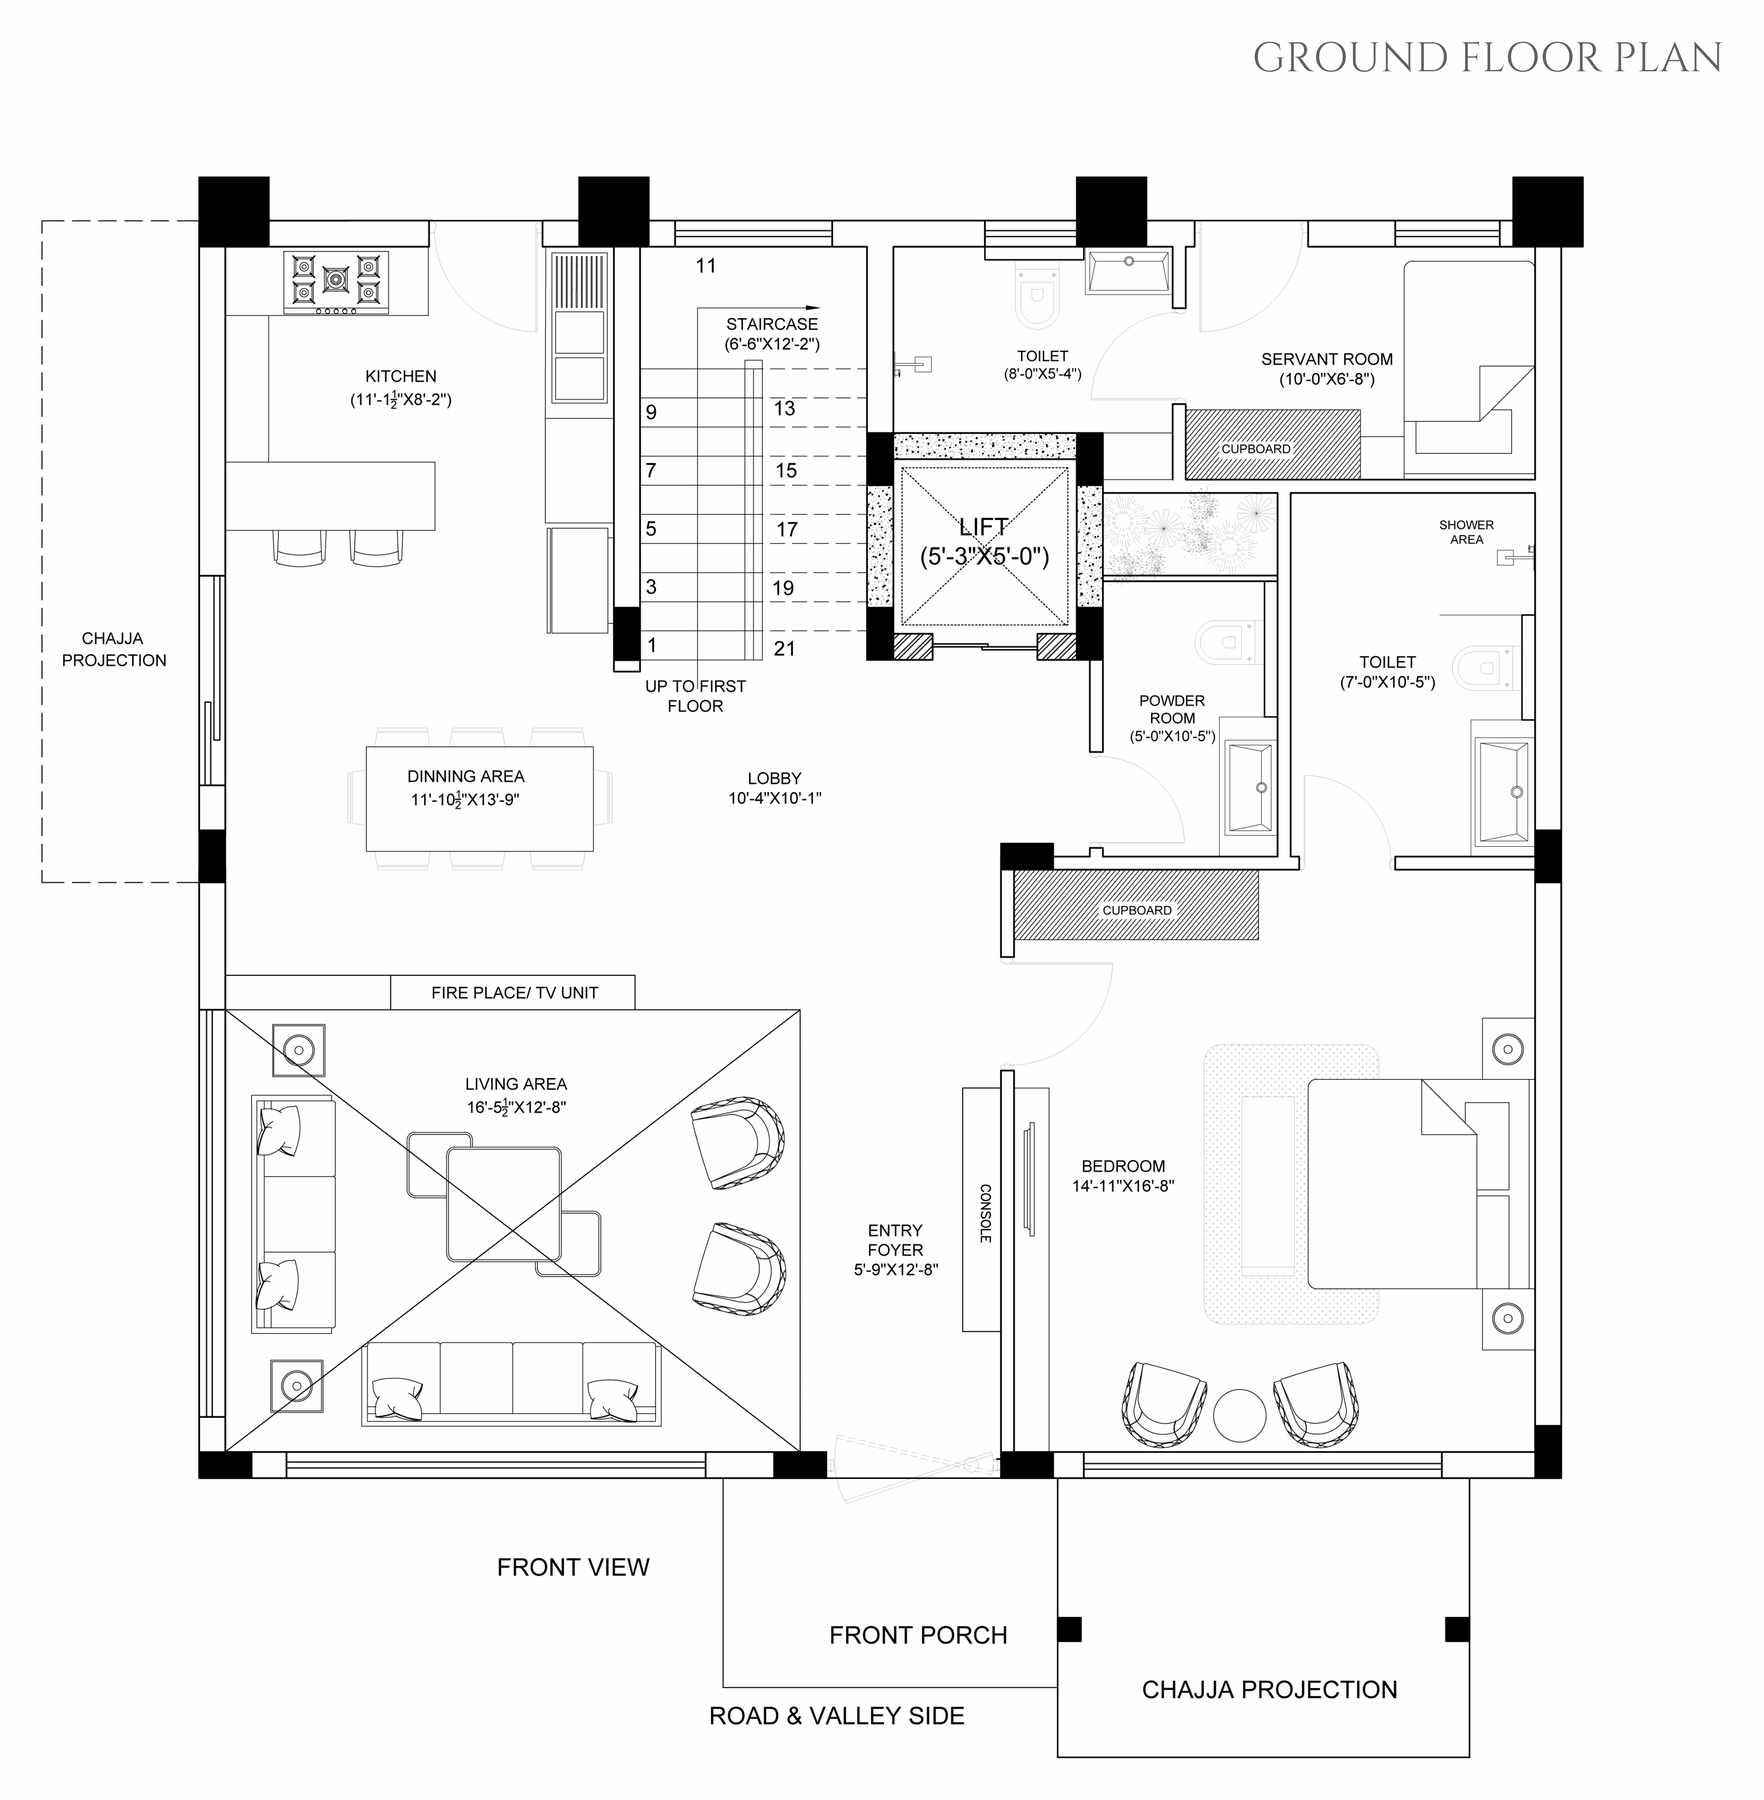 GROUND FLOOR PLAN
11
STAIRCASE
(6'-6"X12'-2")
TOILET
(8'-0"X5'-4")
SERVANT ROOM
(10'-0"X6'-8")
KITCHEN
(11'-1½"X8'-2")
9
13
CUPBOARD
7
15
5
17
LIFT
(5'-3"X5'-0")
SHOWER
AREA
3
19
1
21
CHAJJA
PROJECTION
UP TO FIRST
FLOOR
POWDER
ROOM
(5'-0"X10'-5")
TOILET
(7'-0"X10'-5")
DINNING AREA
11'-10½"X13'-9"
LOBBY
10'-4"X10'-1"
CUPBOARD
FIRE PLACE/ TV UNIT
LIVING AREA
16'-5½"X12'-8"
BEDROOM
14'-11"X16'-8"
CONSOLE
ENTRY
FOYER
5'-9"X12'-8"
FRONT VIEW
FRONT PORCH
CHAJJA PROJECTION
ROAD & VALLEY SIDE